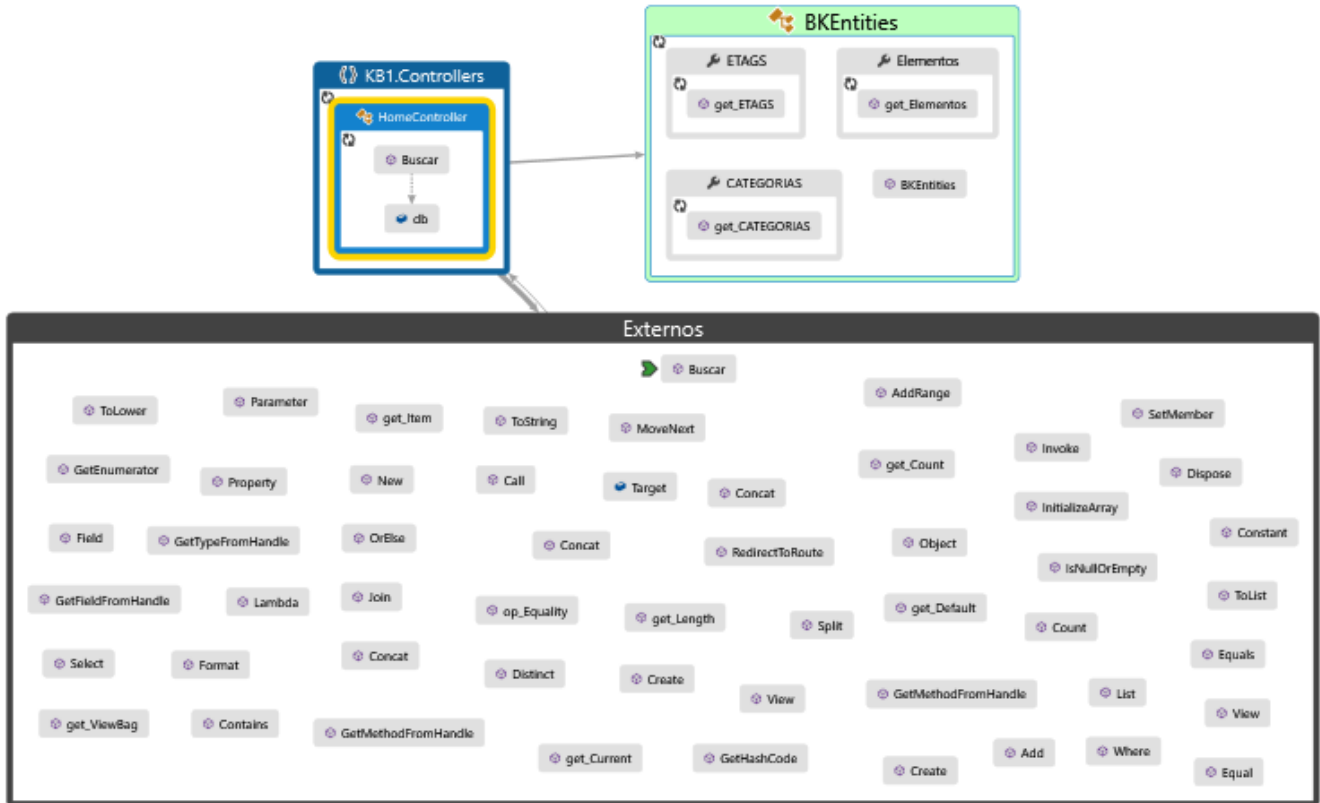 BKEntities
ETAGS
Elementos
get_ETAGS
get_Elementos
CATEGORIAS
BKEntities
get_CATEGORIAS
KB1.Controllers
HomeController
Buscar
db
Externos
Buscar
AddRange
ToLower
Parameter
get_Item
ToString
MoveNext
SetMember
Invoke
GetEnumerator
Property
New
Call
Target
Concat
get_Count
Dispose
InitializeArray
Field
GetTypeFromHandle
OrElse
Concat
RedirectToRoute
Object
Constant
IsNullOrEmpty
GetFieldFromHandle
Lambda
Join
op_Equality
get_Length
Split
get_Default
Count
ToList
Select
Format
Concat
Distinct
Create
View
GetMethodFromHandle
List
Equals
get_ViewBag
Contains
GetMethodFromHandle
get_Current
GetHashCode
Create
Add
Where
View
Equal